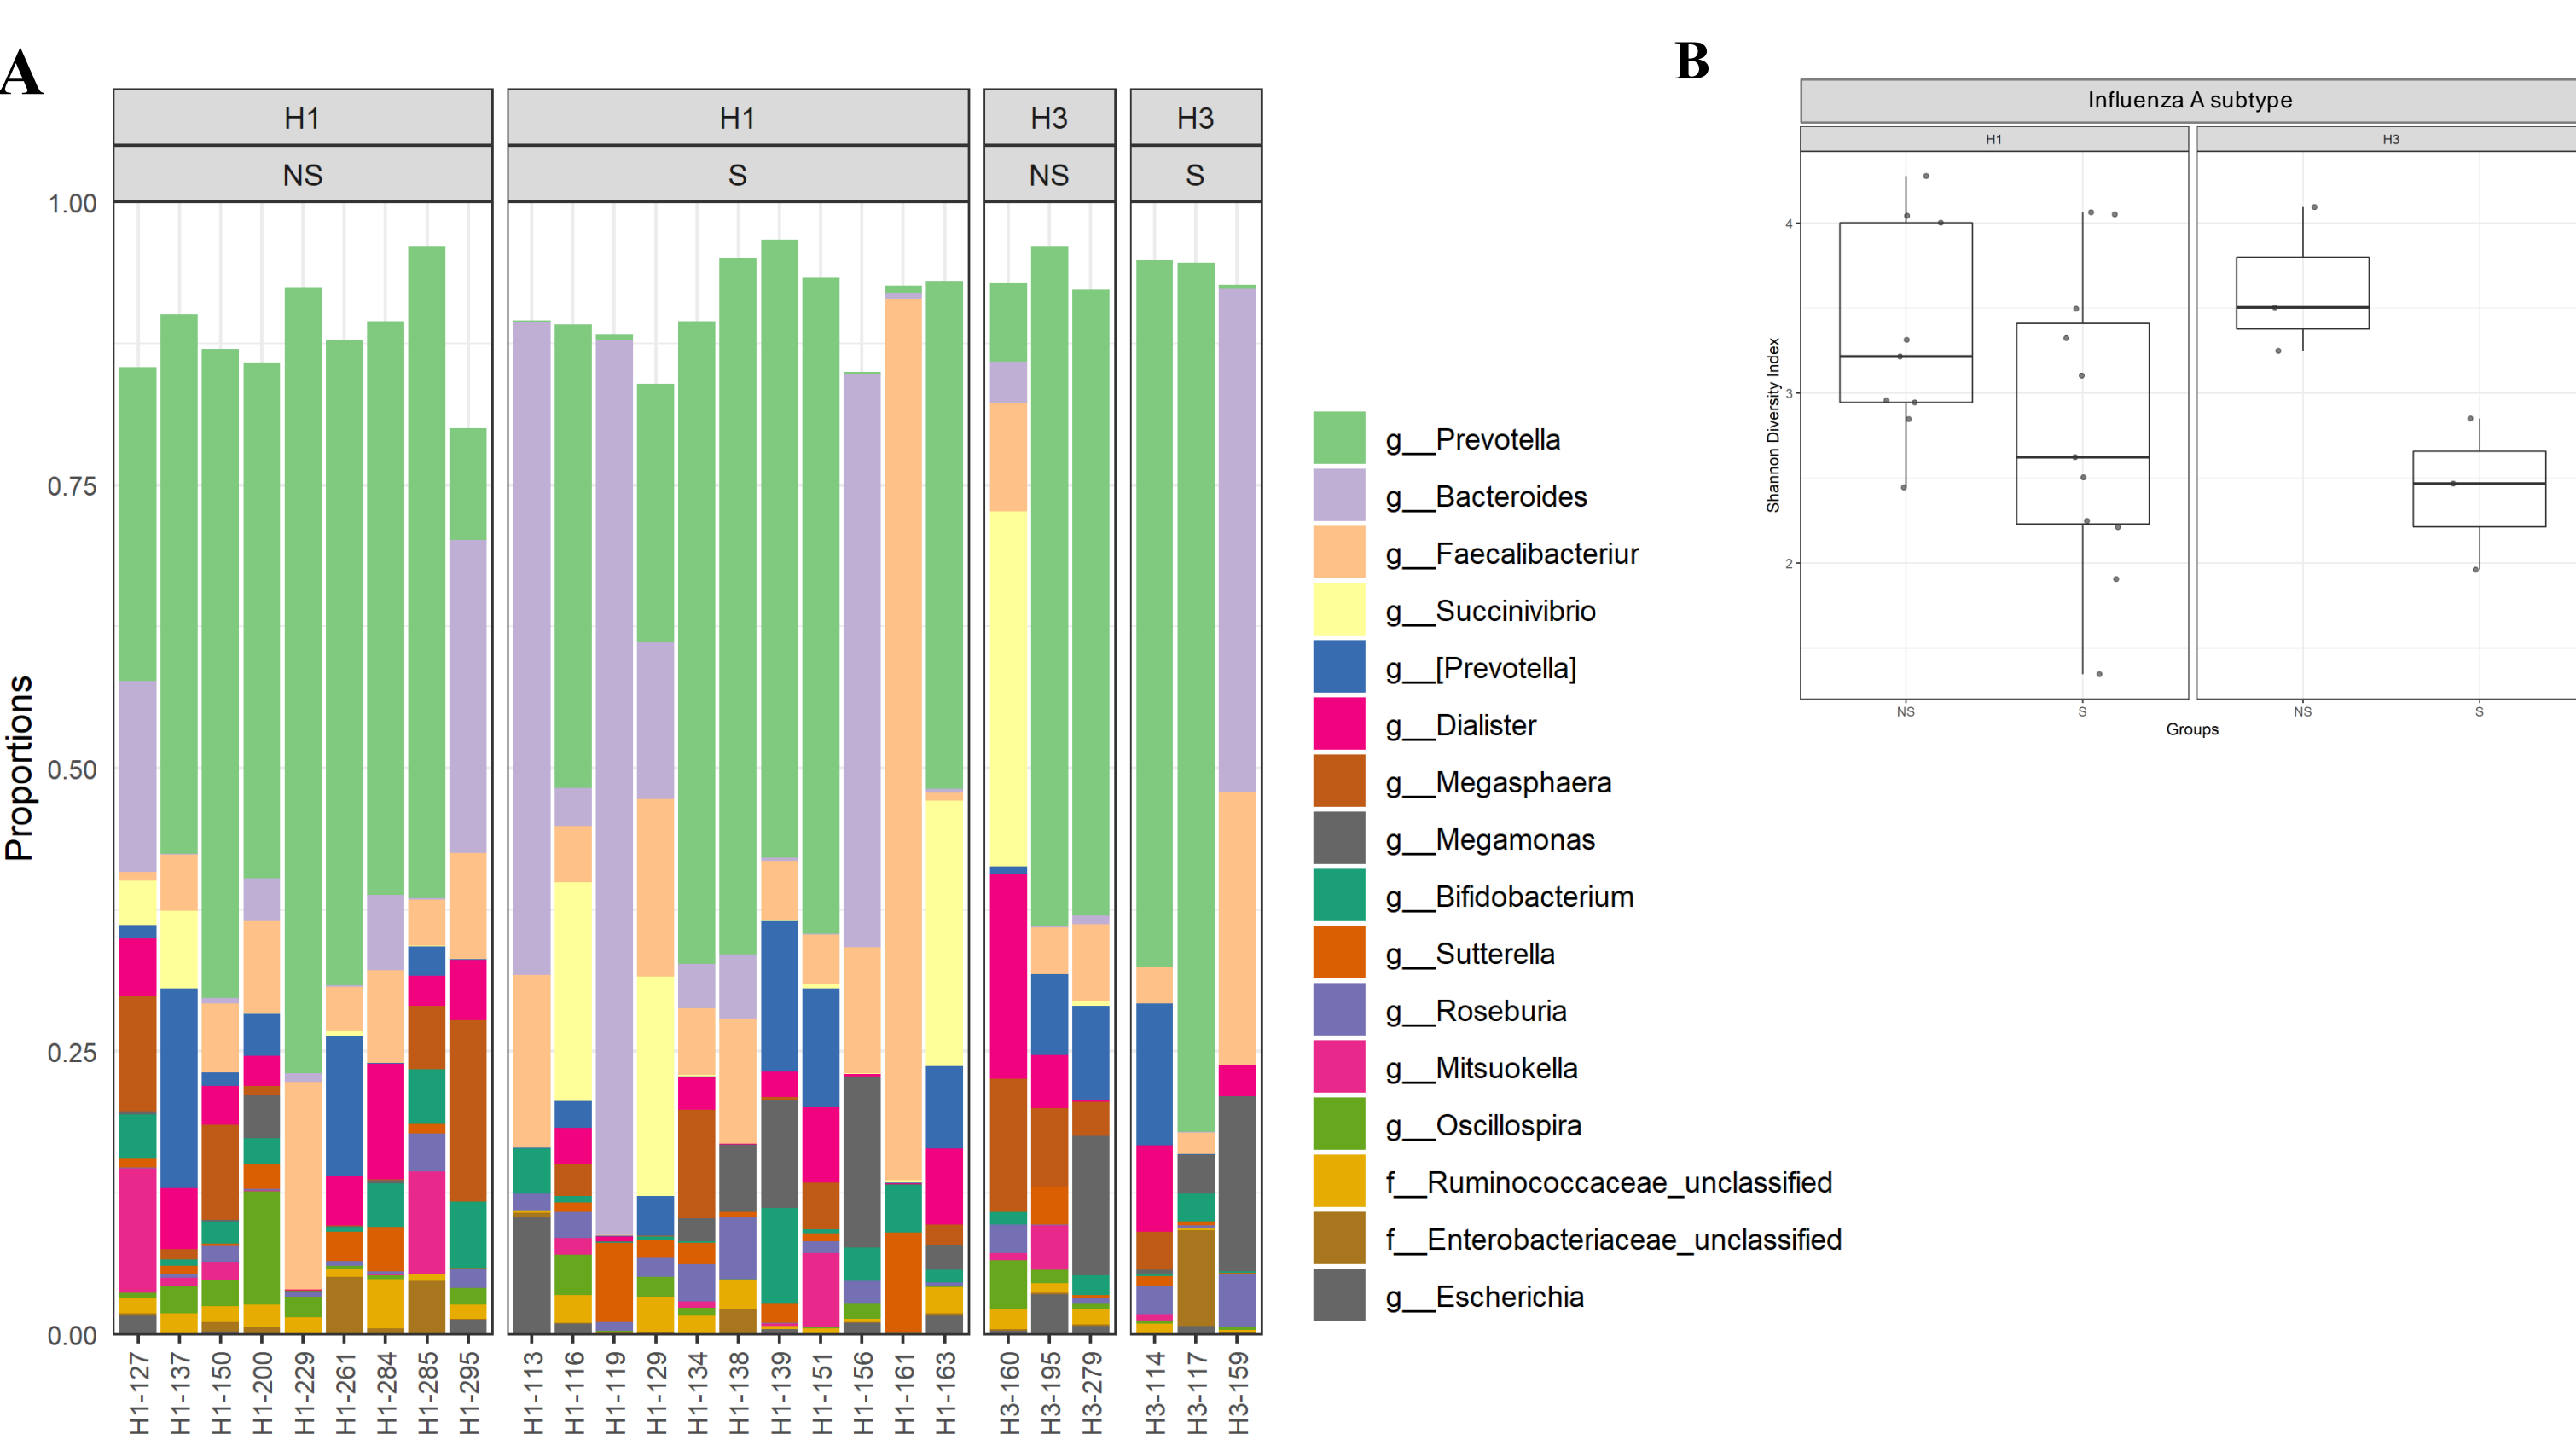 A
H1
H1
H3
H3
NS
S
NS
S
1.00
0.75
0.50
0.25
0.00
Proportions
H1-127
H1-137
H1-150
H1-200
H1-229
H1-261
H1-284
H1-285
H1-295
H1-113
H1-116
H1-119
H1-129
H1-134
H1-138
H1-139
H1-151
H1-156
H1-161
H1-163
H3-160
H3-195
H3-279
H3-114
H3-117
H3-159
g__Prevotella
g__Bacteroides
g__Faecalibacteriur
g__Succinivibrio
g__[Prevotella]
g__Dialister
g__Megasphaera
g__Megamonas
g__Bifidobacterium
g__Sutterella
g__Roseburia
g__Mitsuokella
g__Oscillospira
f__Ruminococcaceae_unclassified
f__Enterobacteriaceae_unclassified
g__Escherichia
B
Influenza A subtype
H1
H3
4
3
2
Shannon Diversity Index
NS
S
NS
S
Groups